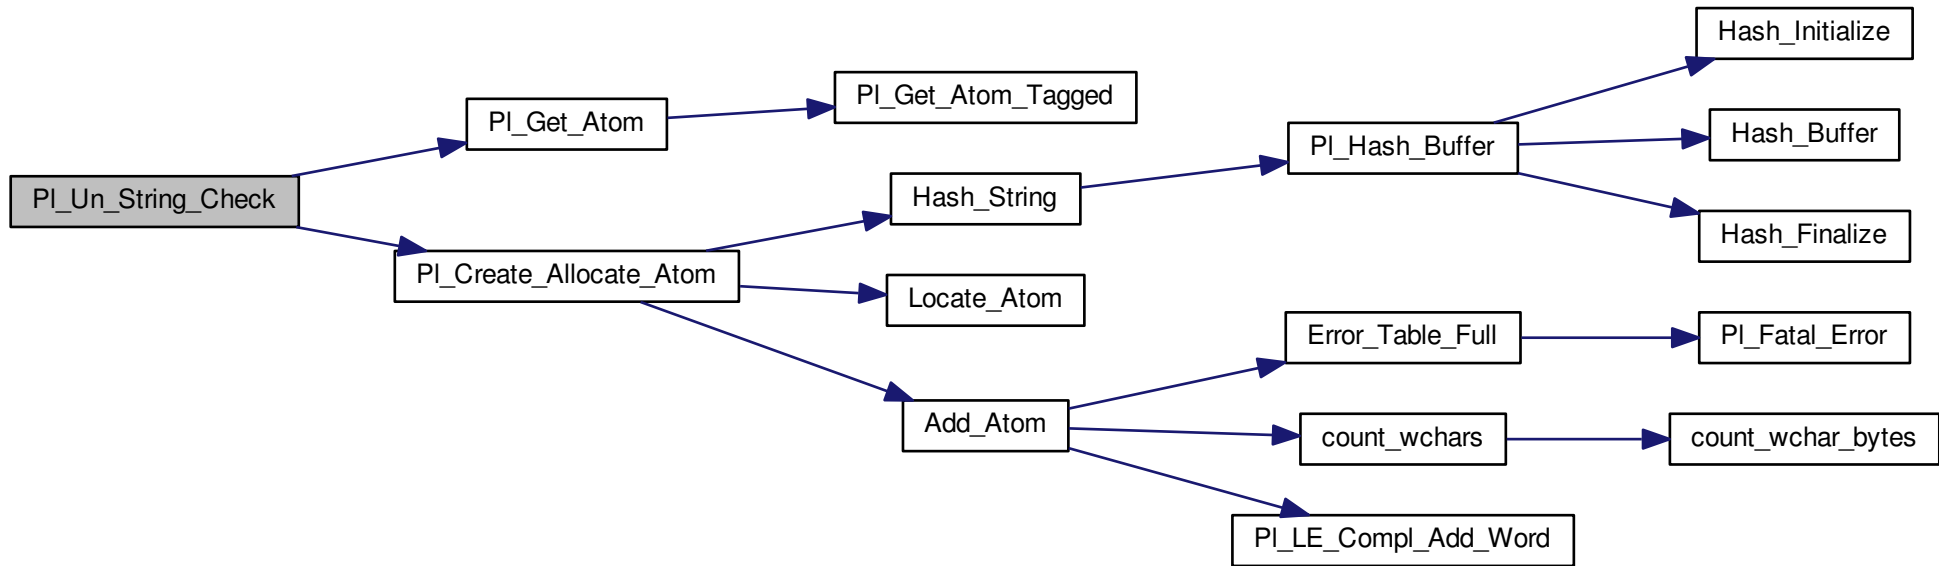 Pl_Un_String_Check
Pl_Get_Atom
Pl_Get_Atom_Tagged
Pl_Create_Allocate_Atom
Hash_String
Pl_Hash_Buffer
Hash_Initialize
Hash_Buffer
Hash_Finalize
Locate_Atom
Add_Atom
Error_Table_Full
Pl_Fatal_Error
count_wchars
count_wchar_bytes
Pl_LE_Compl_Add_Word